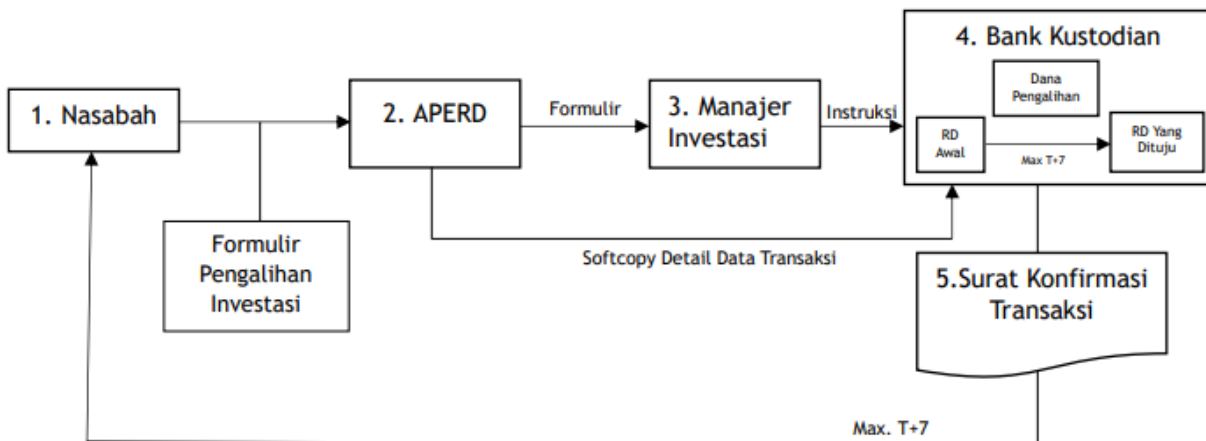 1. Nasabah
2. APERD
Formulir
3. Manajer
Investasi
Instruksi
4. Bank Kustodian
Dana
Pengalihan
RD
Awal
Max T+7
RD Yang
Dituju
Formulir
Pengalihan
Investasi
Softcopy Detail Data Transaksi
5.Surat Konfirmasi
Transaksi
Max. T+7